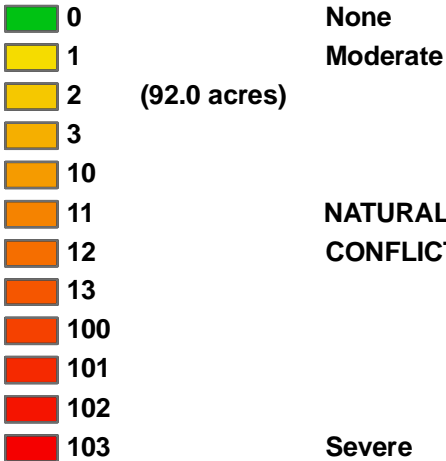 0 None
1 Moderate
2 (92.0 acres)
3
10
11 NATURAL
12 CONFLICT
13
100
101
102
103 Severe